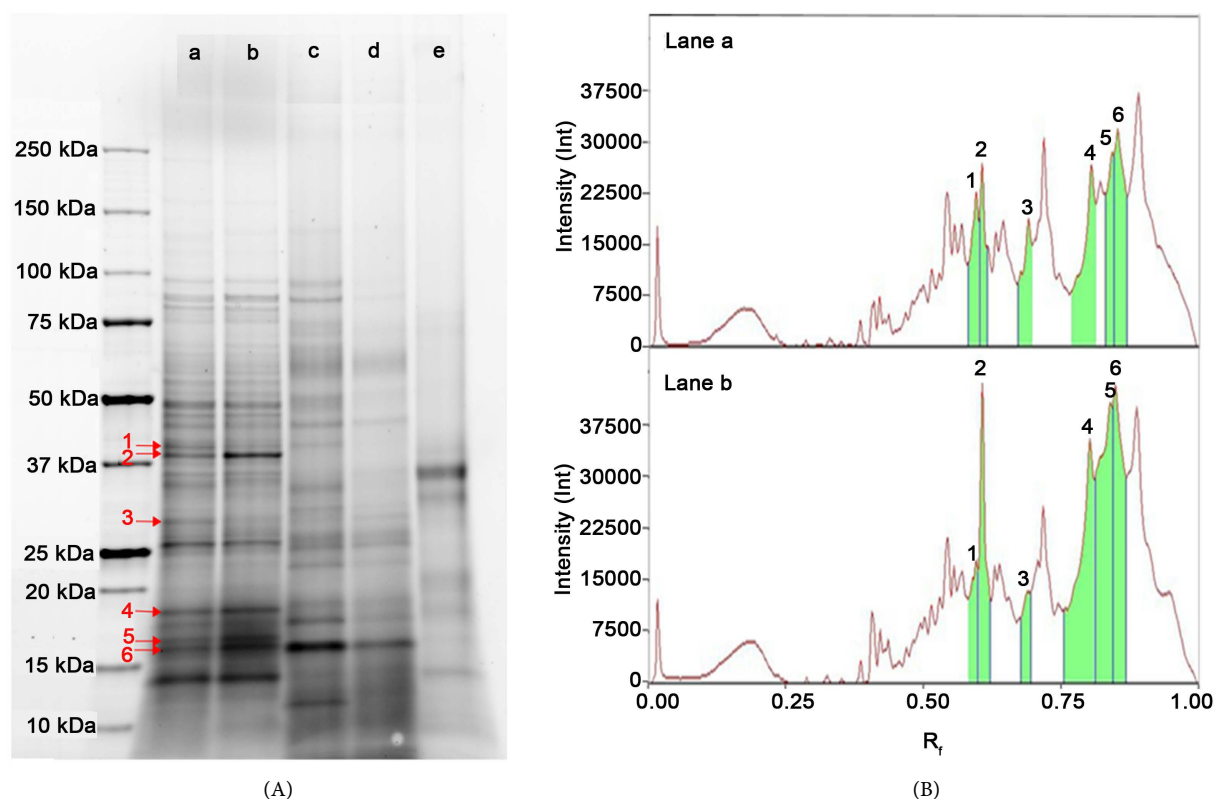 a b c d e
250 kDa
150 kDa
100 kDa
75 kDa
50 kDa
1
2
37 kDa
3
25 kDa
20 kDa
4
5
6
15 kDa
10 kDa
(A)
Lane a
37500
30000
22500
15000
7500
0
Intensity (Int)
1 2 3 4 5 6
Lane b
37500
30000
22500
15000
7500
0
Intensity (Int)
1 2 3 4 5 6
0.00 0.25 0.50 0.75 1.00
Rf
(B)